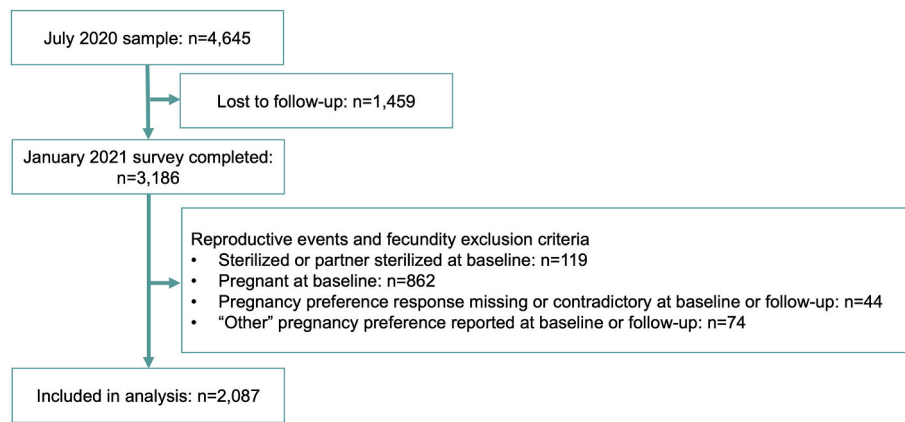 July 2020 sample: n=4,645
Lost to follow-up: n=1,459
January 2021 survey completed:
n=3,186
Reproductive events and fecundity exclusion criteria
• Sterilized or partner sterilized at baseline: n=119
• Pregnant at baseline: n=862
• Pregnancy preference response missing or contradictory at baseline or follow-up: n=44
• “Other” pregnancy preference reported at baseline or follow-up: n=74
Included in analysis: n=2,087